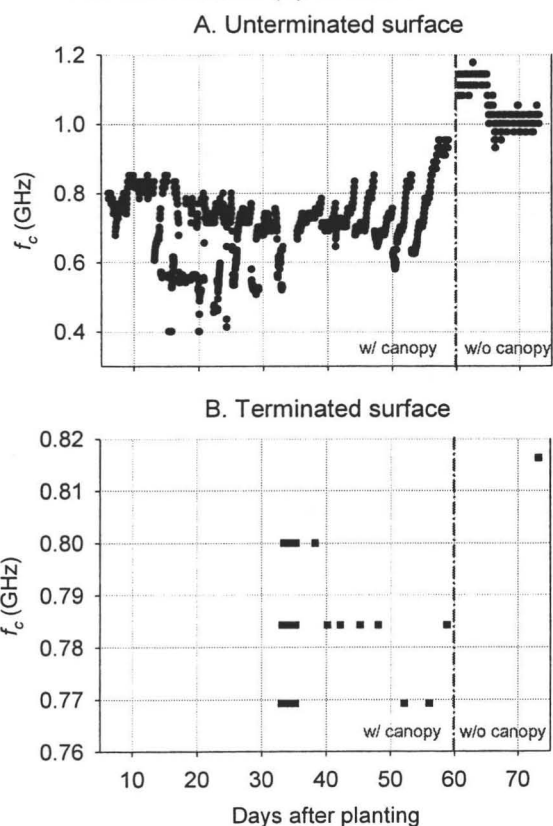 A. Unterminated surface
1.2
1.0
0.8
0.6
0.4
fc (GHz)
w/ canopy
w/o canopy
B. Terminated surface
0.82
0.81
0.80
0.79
0.78
0.77
0.76
fc (GHz)
w/ canopy
w/o canopy
10 20 30 40 50 60 70
Days after planting